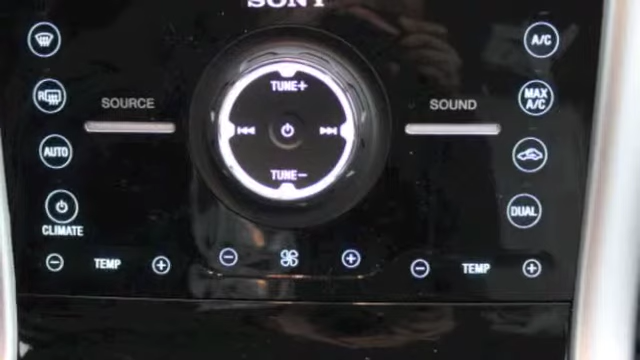 SONY
A/C
TUNE+
R
MAX
A/C
SOURCE
SOUND
AUTO
TUNE−
DUAL
CLIMATE
− TEMP +
− +
− TEMP +